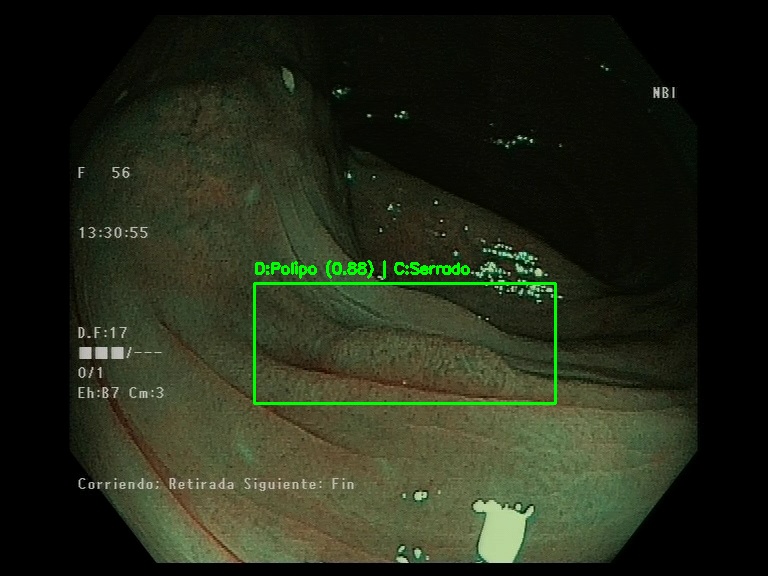 NBI
F 56
13:30:55
D:Polipo (0.88) | C:Serrado..
D.F:17
■■■/---
0/1
Eh:B7 Cm:3
Corriendo; Retirada Siguiente: Fin